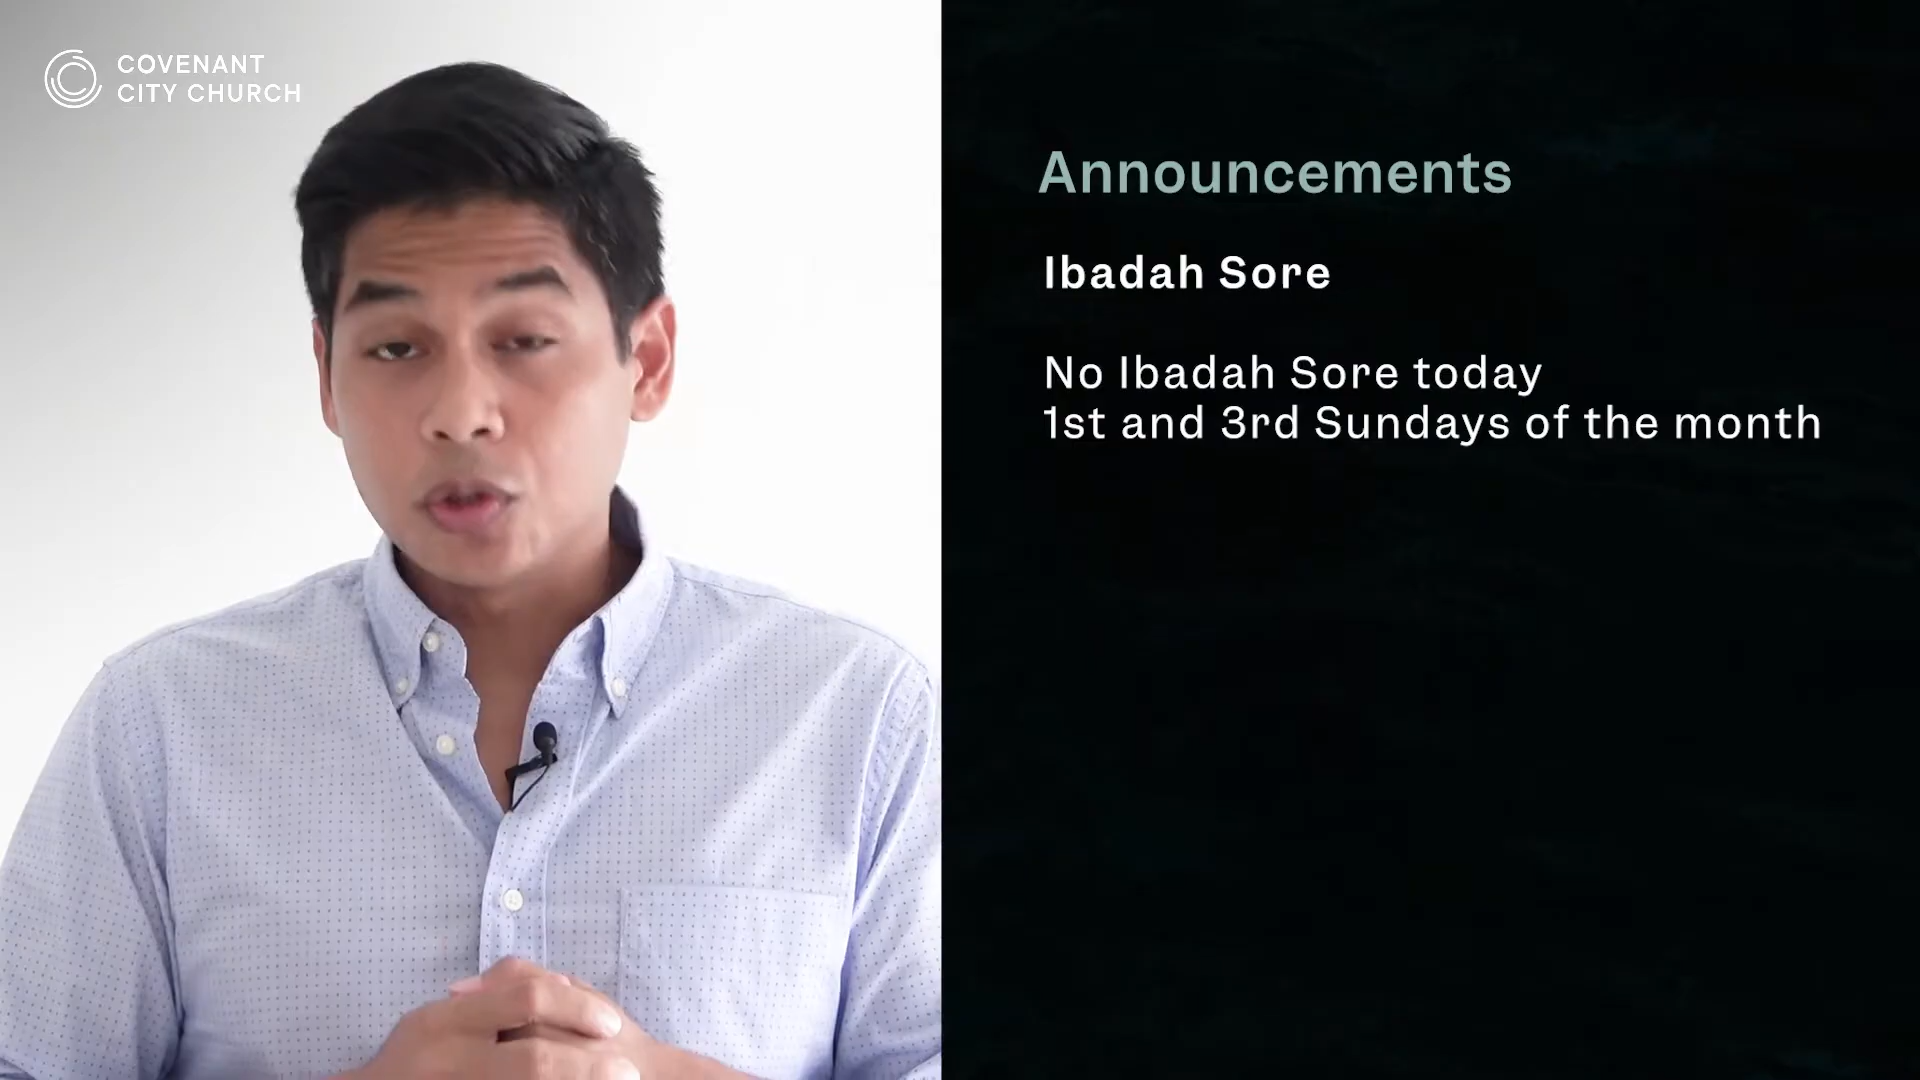 COVENANT
CITY CHURCH
Announcements
Ibadah Sore
No Ibadah Sore today
1st and 3rd Sundays of the month